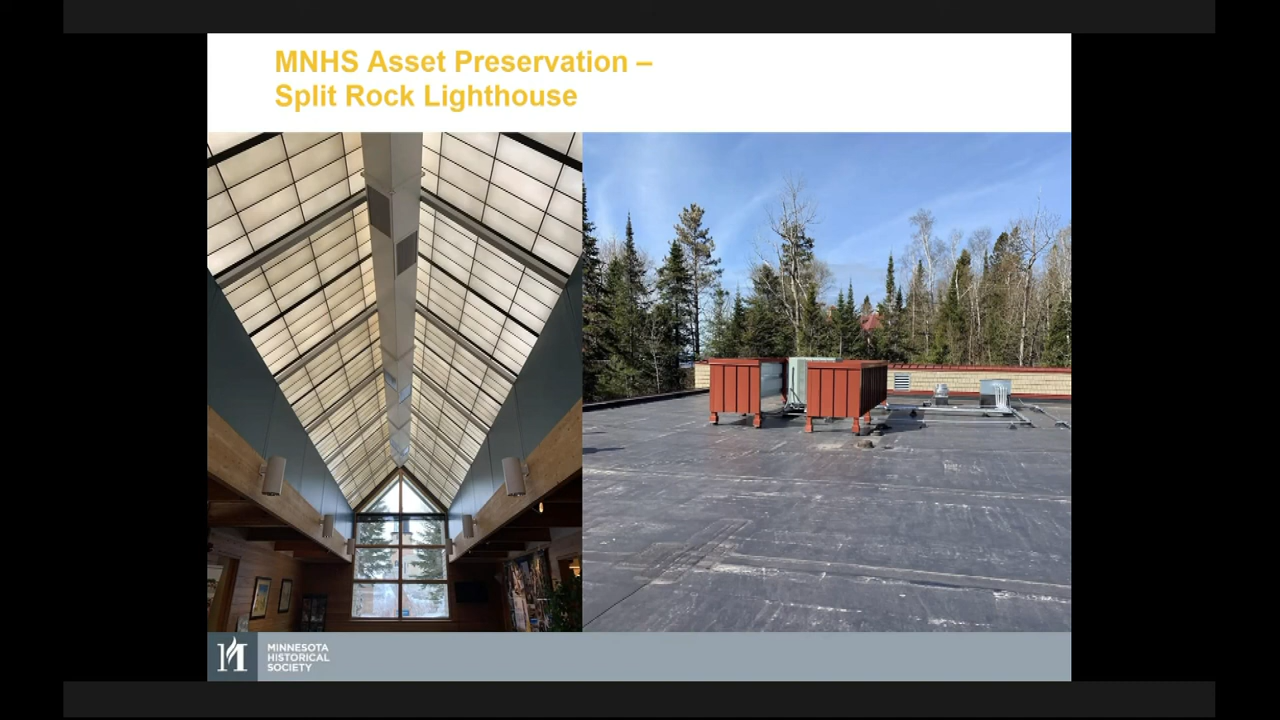 MNHS Asset Preservation –
Split Rock Lighthouse
MINNESOTA
HISTORICAL
SOCIETY